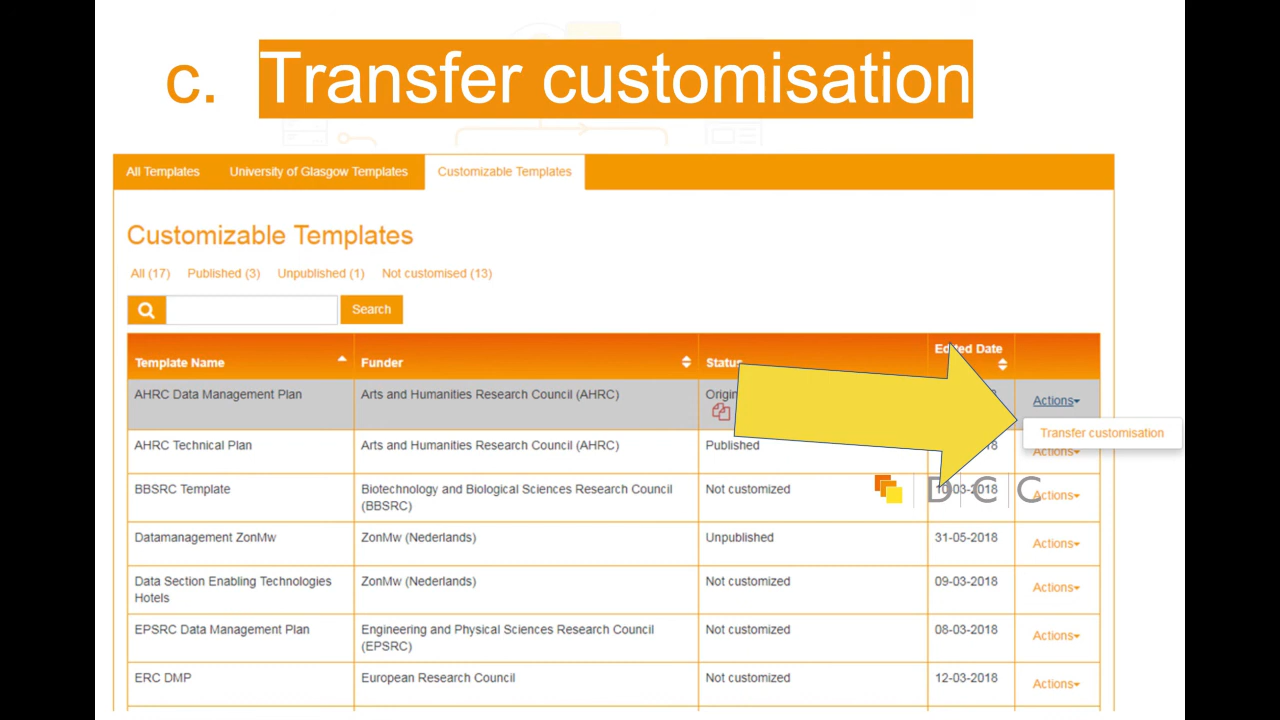 c. Transfer customisation
All Templates University of Glasgow Templates Customizable Templates
Customizable Templates
All (17) Published (3) Unpublished (1) Not customised (13)
Search
Template Name Funder Status Edited Date
AHRC Data Management Plan Arts and Humanities Research Council (AHRC) Actions
Transfer customisation
AHRC Technical Plan Arts and Humanities Research Council (AHRC) Published Actions
BBSRC Template Biotechnology and Biological Sciences Research Council Not customized 10-03-2018 Actions
(BBSRC)
DCC
Datamanagement ZonMw ZonMw (Nederlands) Unpublished 31-05-2018 Actions
Data Section Enabling Technologies ZonMw (Nederlands) Not customized 09-03-2018 Actions
Hotels
EPSRC Data Management Plan Engineering and Physical Sciences Research Council Not customized 08-03-2018 Actions
(EPSRC)
ERC DMP European Research Council Not customized 12-03-2018 Actions